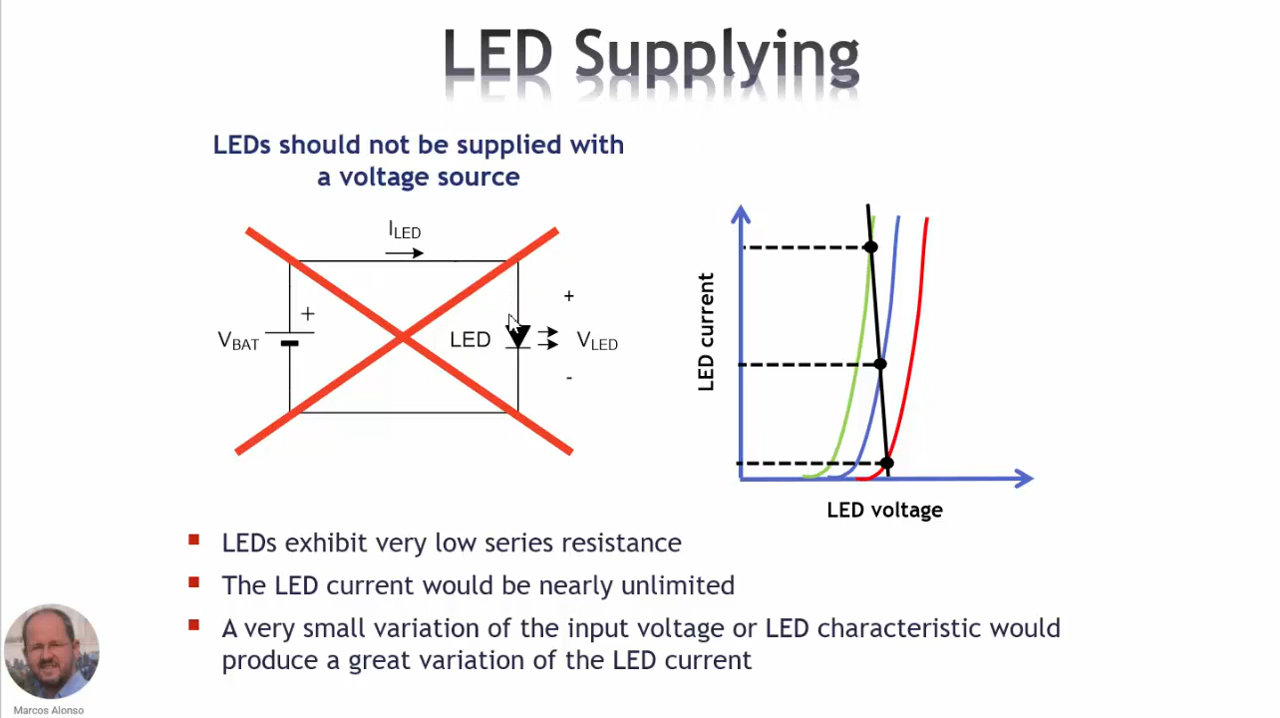 LED Supplying
LEDs should not be supplied with
a voltage source
I_LED
+
+
V_BAT
LED
V_LED
-
LED current
LED voltage
▪ LEDs exhibit very low series resistance
▪ The LED current would be nearly unlimited
▪ A very small variation of the input voltage or LED characteristic would
produce a great variation of the LED current
Marcos Alonso